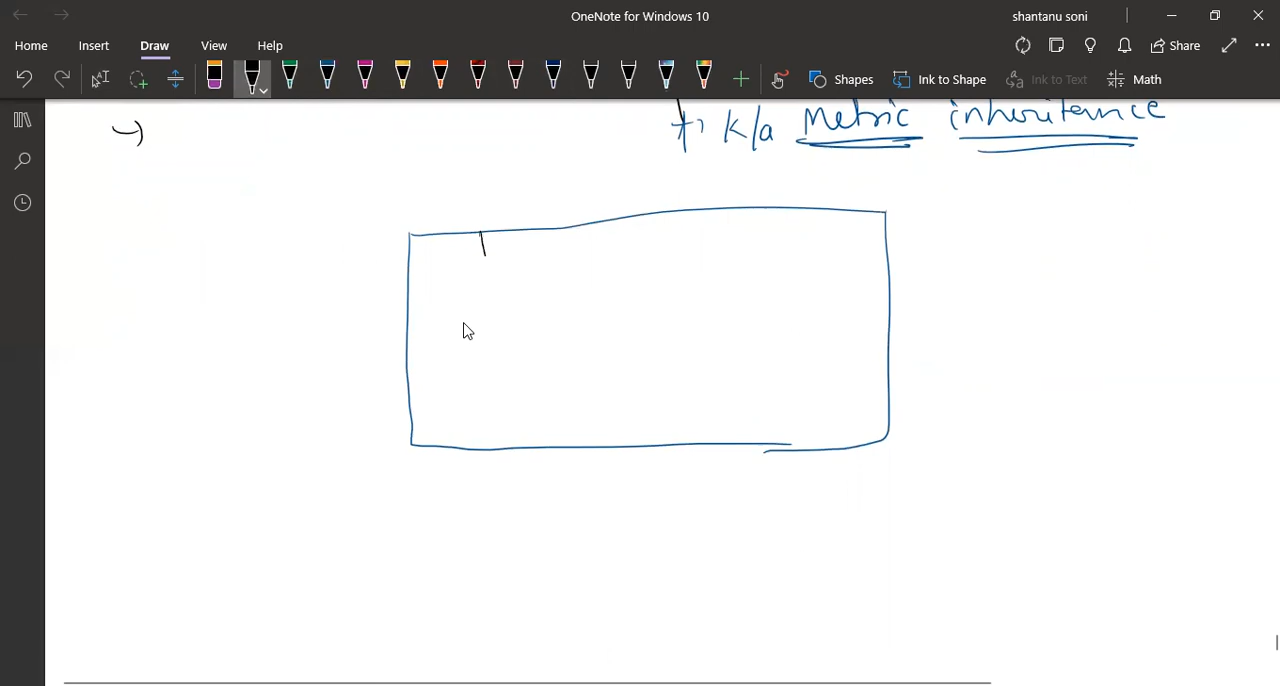 OneNote for Windows 10
shantanu soni
Home Insert Draw View Help
Share
Shapes
Ink to Shape
Ink to Text
Math
k/a Metric inheritance